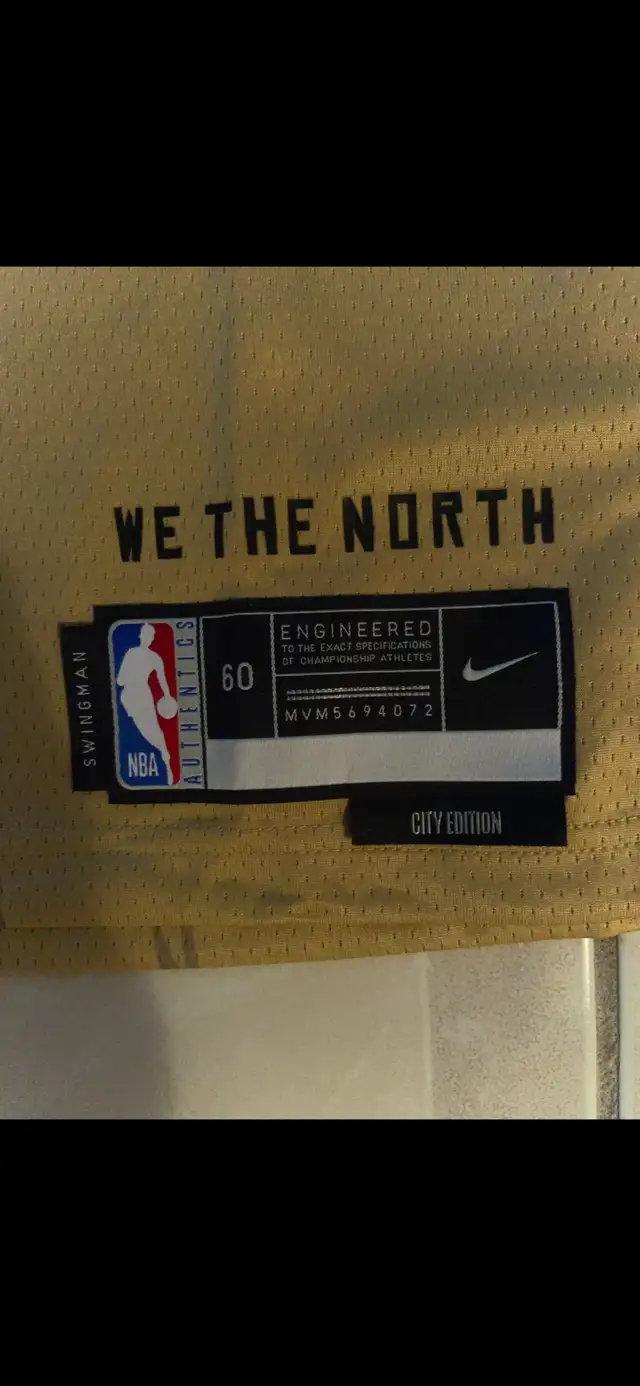 WE THE NORTH
SWINGMAN
NBA
AUTHENTICS
60
ENGINEERED
TO THE EXACT SPECIFICATIONS
OF CHAMPIONSHIP ATHLETES
MVM5694072
CITY EDITION